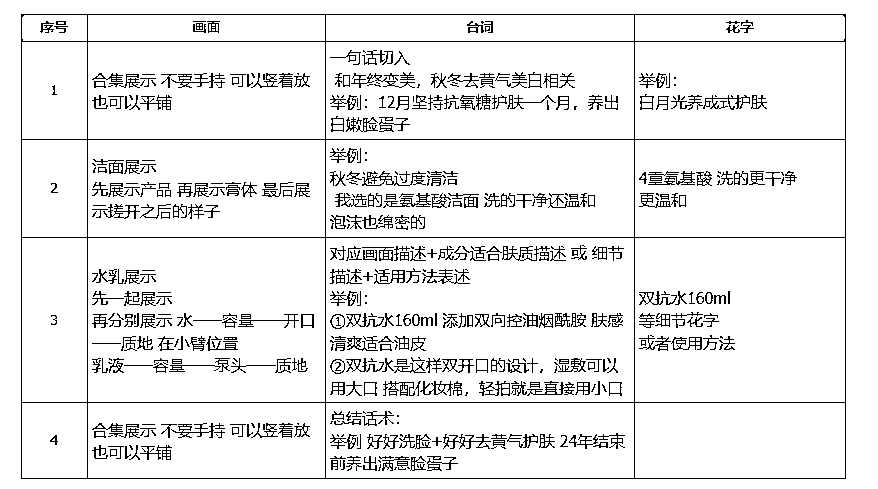 序号 画面 台词 花字
1
合集展示 不要手持 可以竖着放
也可以平铺
一句话切入
和年终变美，秋冬去黄气美白相关
举例：12月坚持抗氧糖护肤一个月，养出
白嫩脸蛋子
举例：
白月光养成式护肤
2
洁面展示
先展示产品 再展示膏体 最后展
示搓开之后的样子
举例：
秋冬避免过度清洁
我选的是氨基酸洁面 洗的干净还温和
泡沫也绵密的
4重氨基酸 洗的更干净
更温和
3
水乳展示
先一起展示
再分别展示 水——容量——开口
——质地 在小臂位置
乳液——容量——泵头——质地
对应画面描述+成分适合肤质描述 或 细节
描述+适用方法表述
举例：
①双抗水160ml 添加双向控油烟酰胺 肤感
清爽适合油皮
②双抗水是这样双开口的设计，湿敷可以
用大口 搭配化妆棉，轻拍就是直接用小口
双抗水160ml
等细节花字
或者使用方法
4
合集展示 不要手持 可以竖着放
也可以平铺
总结话术：
举例 好好洗脸+好好去黄气护肤 24年结束
前养出满意脸蛋子